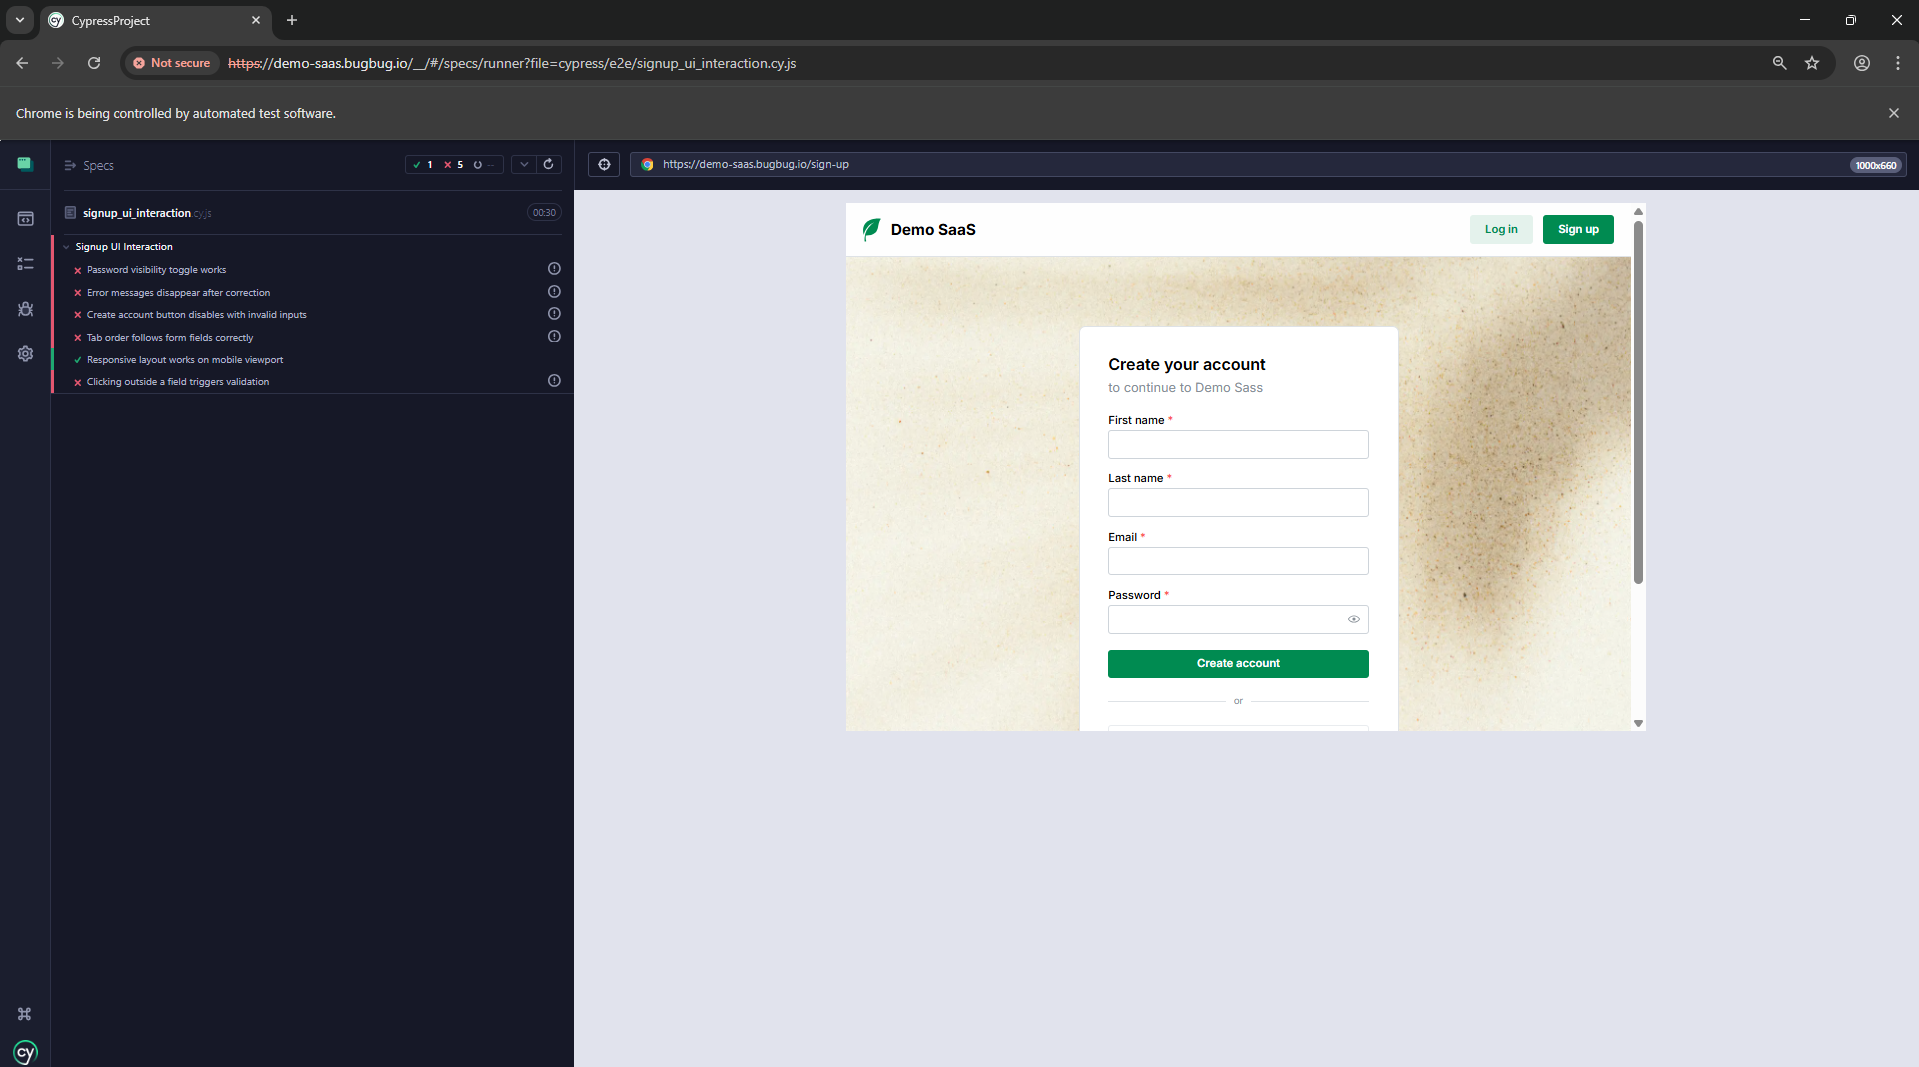 CypressProject
Not secure https://demo-saas.bugbug.io/__/#/specs/runner?file=cypress/e2e/signup_ui_interaction.cy.js
Chrome is being controlled by automated test software.
Specs
1 5 --
signup_ui_interaction.cy.js
00:30
Signup UI Interaction
Password visibility toggle works
Error messages disappear after correction
Create account button disables with invalid inputs
Tab order follows form fields correctly
Responsive layout works on mobile viewport
Clicking outside a field triggers validation
cy
https://demo-saas.bugbug.io/sign-up
1000x660
Demo SaaS
Log in
Sign up
Create your account
to continue to Demo Sass
First name *
Last name *
Email *
Password *
Create account
or